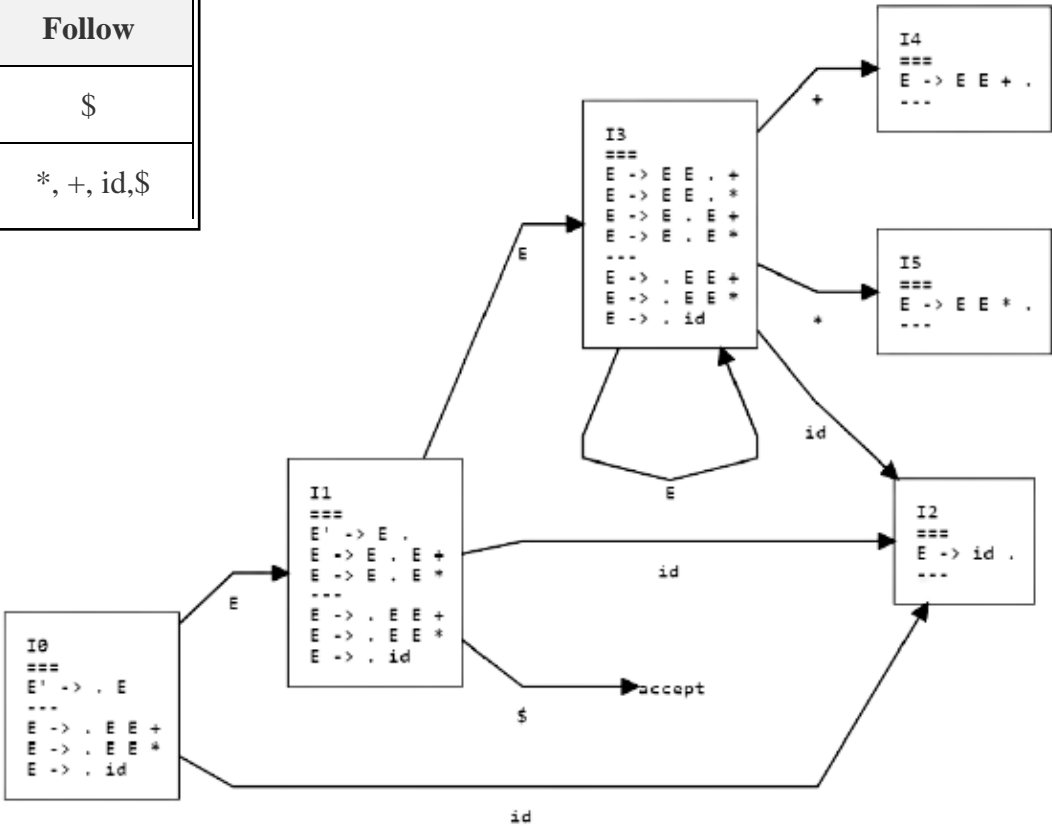 Follow
$
*, +, id,$
I4
===
E -> E E + .
---
+
I3
===
E -> E E . +
E -> E E . *
E -> E . E +
E -> E . E *
---
E -> . E E +
E -> . E E *
E -> . id
E
I5
===
E -> E E * .
---
*
id
E
I1
===
E' -> E .
E -> E . E +
E -> E . E *
---
E -> . E E +
E -> . E E *
E -> . id
I2
===
E -> id .
---
id
E
I0
===
E' -> . E
---
E -> . E E +
E -> . E E *
E -> . id
accept
$
id